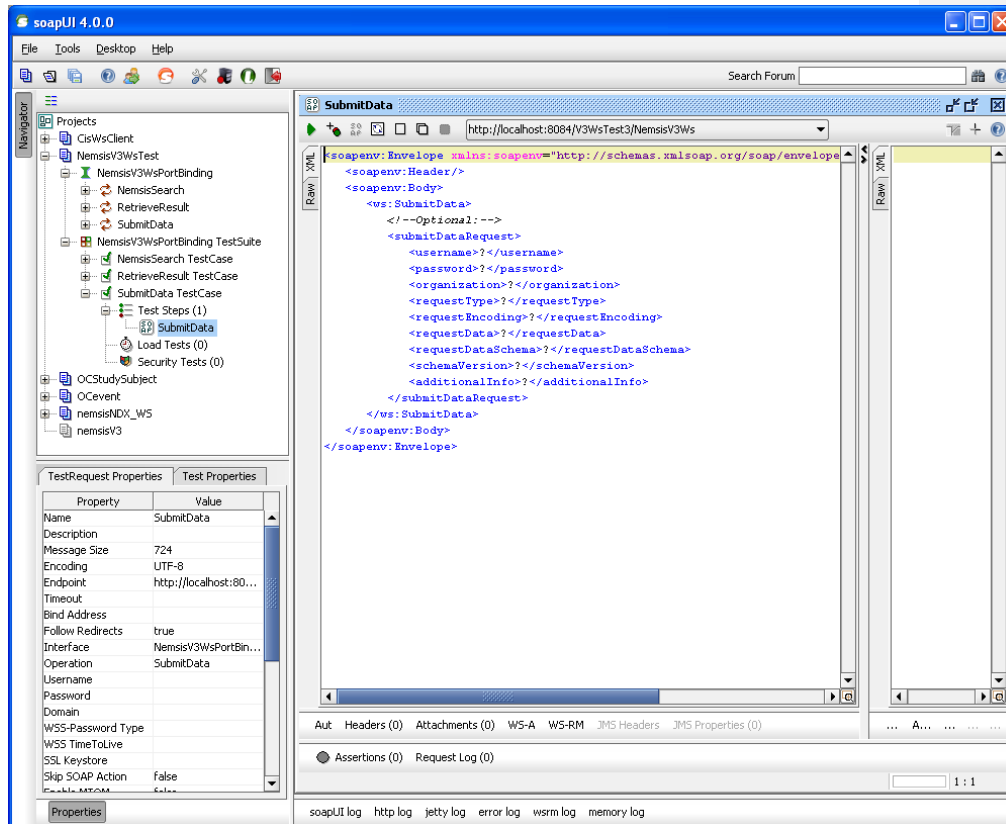 soapUI 4.0.0
File Tools Desktop Help
Search Forum
Navigator
Projects
CisWsClient
NemsisV3WsTest
NemsisV3WsPortBinding
NemsisSearch
RetrieveResult
SubmitData
NemsisV3WsPortBinding TestSuite
NemsisSearch TestCase
RetrieveResult TestCase
SubmitData TestCase
Test Steps (1)
SubmitData
Load Tests (0)
Security Tests (0)
OCStudySubject
OCevent
nemsisNDX_WS
nemsisV3
TestRequest Properties Test Properties
Property Value
Name SubmitData
Description
Message Size 724
Encoding UTF-8
Endpoint http://localhost:80...
Timeout
Bind Address
Follow Redirects true
Interface NemsisV3WsPortBin...
Operation SubmitData
Username
Password
Domain
WSS-Password Type
WSS TimeToLive
SSL Keystore
Skip SOAP Action false
Enable MTOM false
Properties
SubmitData
http://localhost:8084/V3WsTest3/NemsisV3Ws
XML
Raw
<soapenv:Envelope xmlns:soapenv="http://schemas.xmlsoap.org/soap/envelope
<soapenv:Header/>
<soapenv:Body>
<ws:SubmitData>
<!--Optional:-->
<submitDataRequest>
<username>?</username>
<password>?</password>
<organization>?</organization>
<requestType>?</requestType>
<requestEncoding>?</requestEncoding>
<requestData>?</requestData>
<requestDataSchema>?</requestDataSchema>
<schemaVersion>?</schemaVersion>
<additionalInfo>?</additionalInfo>
</submitDataRequest>
</ws:SubmitData>
</soapenv:Body>
</soapenv:Envelope>
XML
Raw
Aut Headers (0) Attachments (0) WS-A WS-RM JMS Headers JMS Properties (0)
... A... ... ... ...
Assertions (0) Request Log (0)
1 : 1
soapUI log http log jetty log error log wsrm log memory log